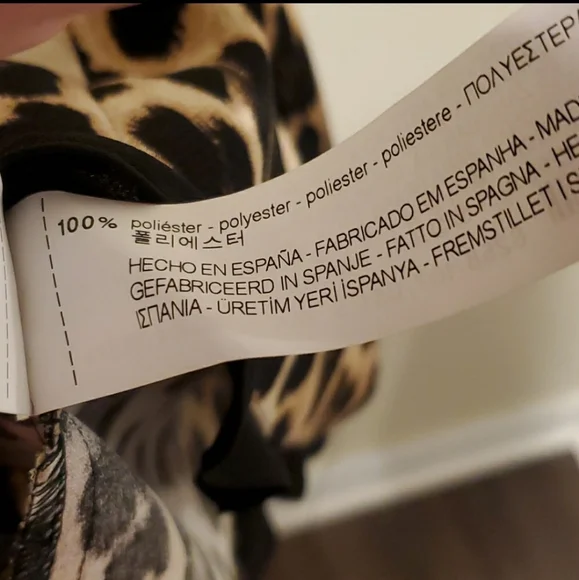 100% poliéster - polyester - poliester - poliestere - ΠΟΛΥΕΣΤΕΡΑ
폴리에스터
HECHO EN ESPAÑA - FABRICADO EM ESPANHA - MAD
GEFABRICEERD IN SPANJE - FATTO IN SPAGNA - HE
ΙΣΠΑΝΙΑ - ÜRETİM YERİ İSPANYA - FREMSTILLET I S